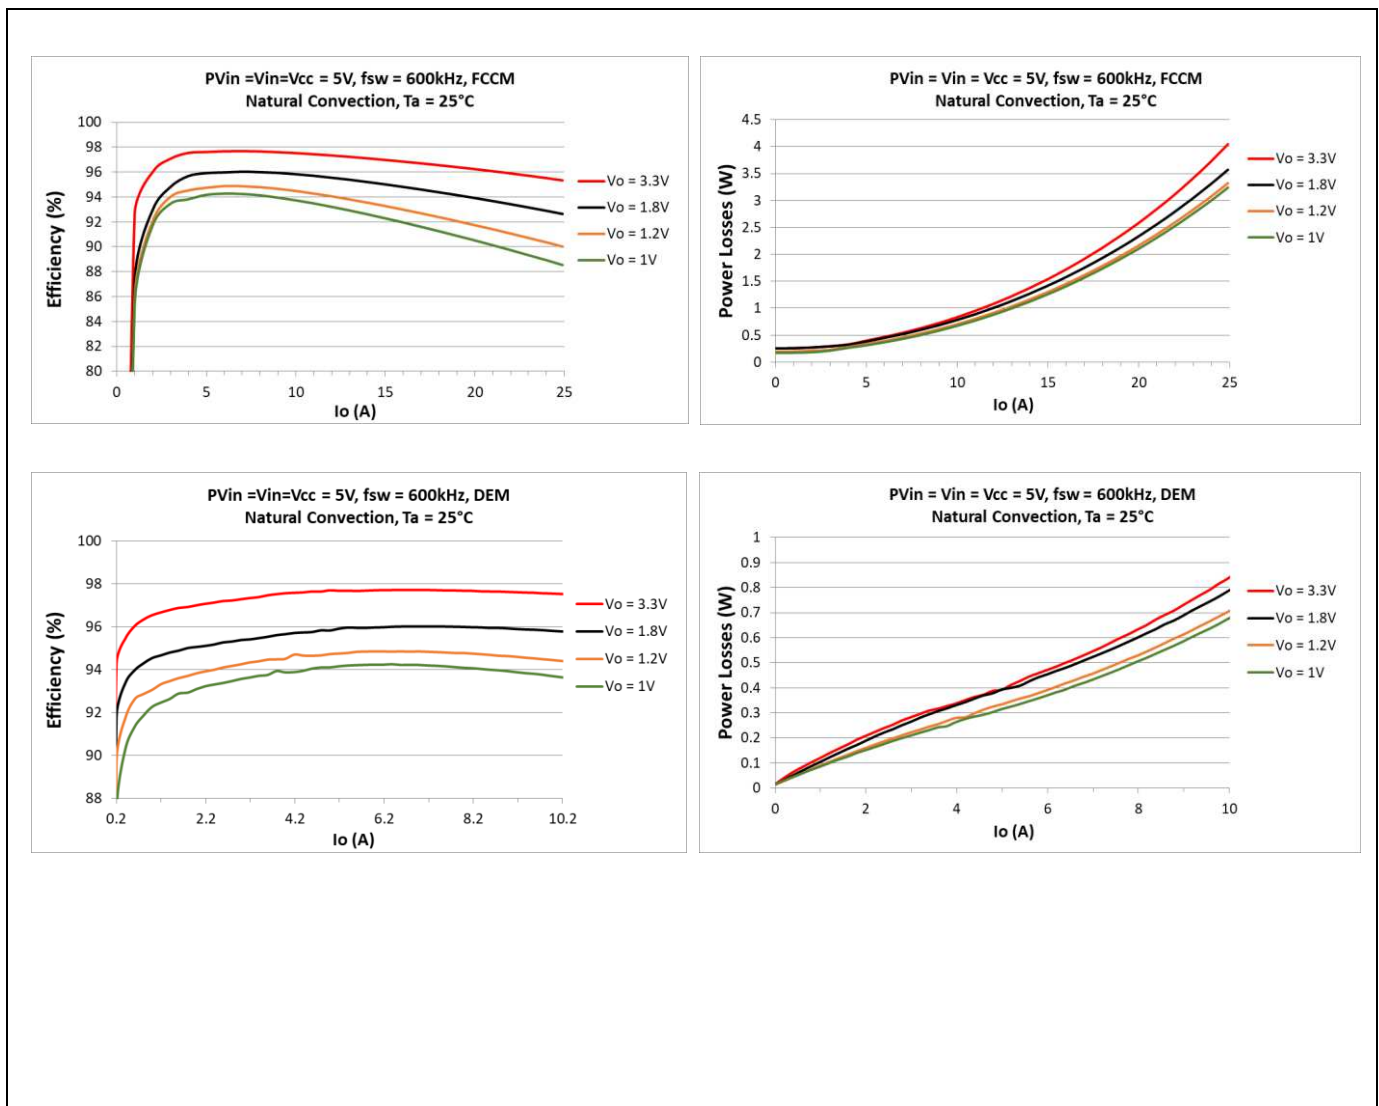 PVin =Vin=Vcc = 5V, fsw = 600kHz, FCCM
Natural Convection, Ta = 25°C
Efficiency (%)
100
98
96
94
92
90
88
86
84
82
80
0 5 10 15 20 25
Io (A)
Vo = 3.3V
Vo = 1.8V
Vo = 1.2V
Vo = 1V
PVin = Vin = Vcc = 5V, fsw = 600kHz, FCCM
Natural Convection, Ta = 25°C
Power Losses (W)
4.5
4
3.5
3
2.5
2
1.5
1
0.5
0
0 5 10 15 20 25
Io (A)
Vo = 3.3V
Vo = 1.8V
Vo = 1.2V
Vo = 1V
PVin =Vin=Vcc = 5V, fsw = 600kHz, DEM
Natural Convection, Ta = 25°C
Efficiency (%)
100
98
96
94
92
90
88
0.2 2.2 4.2 6.2 8.2 10.2
Io (A)
Vo = 3.3V
Vo = 1.8V
Vo = 1.2V
Vo = 1V
PVin = Vin = Vcc = 5V, fsw = 600kHz, DEM
Natural Convection, Ta = 25°C
Power Losses (W)
1
0.9
0.8
0.7
0.6
0.5
0.4
0.3
0.2
0.1
0
0 2 4 6 8 10
Io (A)
Vo = 3.3V
Vo = 1.8V
Vo = 1.2V
Vo = 1V